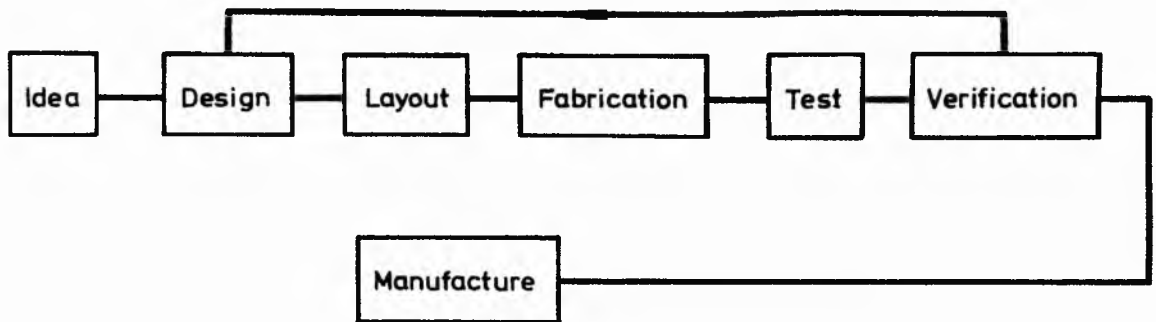 Idea
Design
Layout
Fabrication
Test
Verification
Manufacture